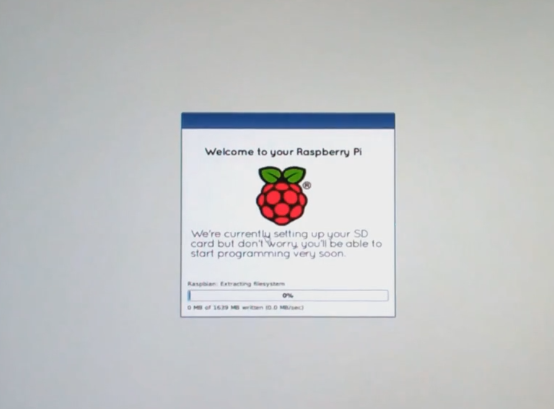 Welcome to your Raspberry Pi
®
We're currently setting up your SD
card but don't worry, you'll be able to
start programming very soon.
Raspbian: Extracting filesystem
0%
0 MB of 1639 MB written (0.0 MB/sec)